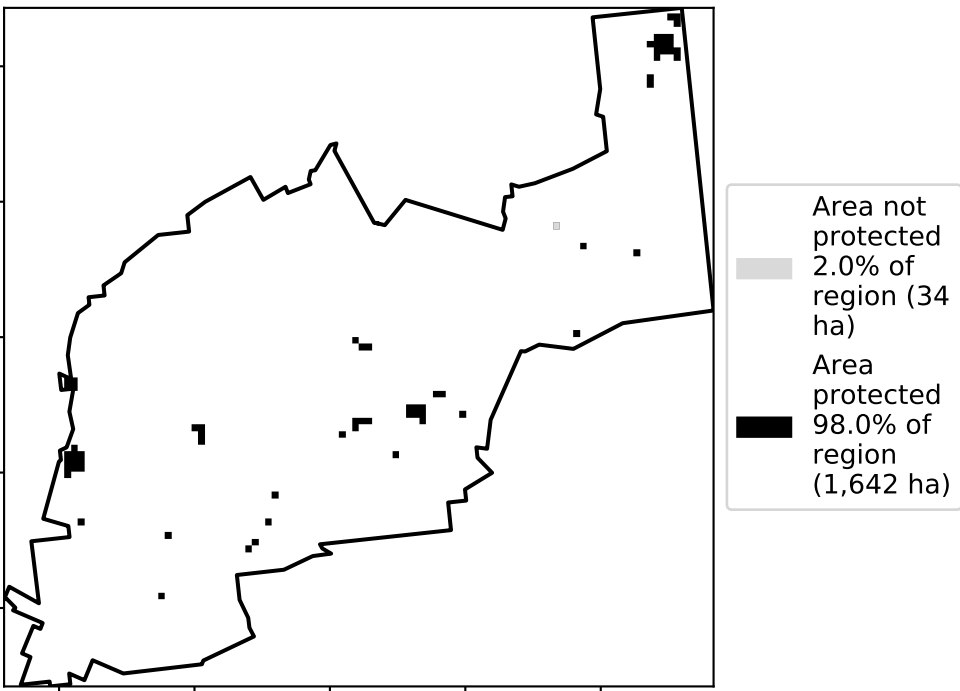 Area not
protected
2.0% of
region (34
ha)
Area
protected
98.0% of
region
(1,642 ha)